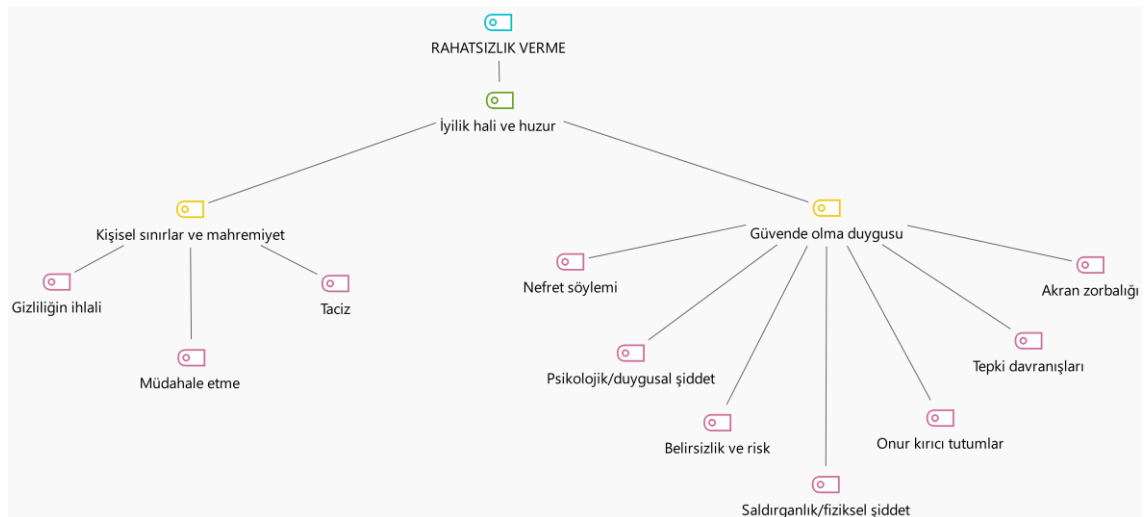 RAHATSIZLIK VERME
İyilik hali ve huzur
Kişisel sınırlar ve mahremiyet
Güvende olma duygusu
Gizliliğin ihlali
Taciz
Müdahale etme
Nefret söylemi
Akran zorbalığı
Psikolojik/duygusal şiddet
Tepki davranışları
Belirsizlik ve risk
Onur kırıcı tutumlar
Saldırganlık/fiziksel şiddet